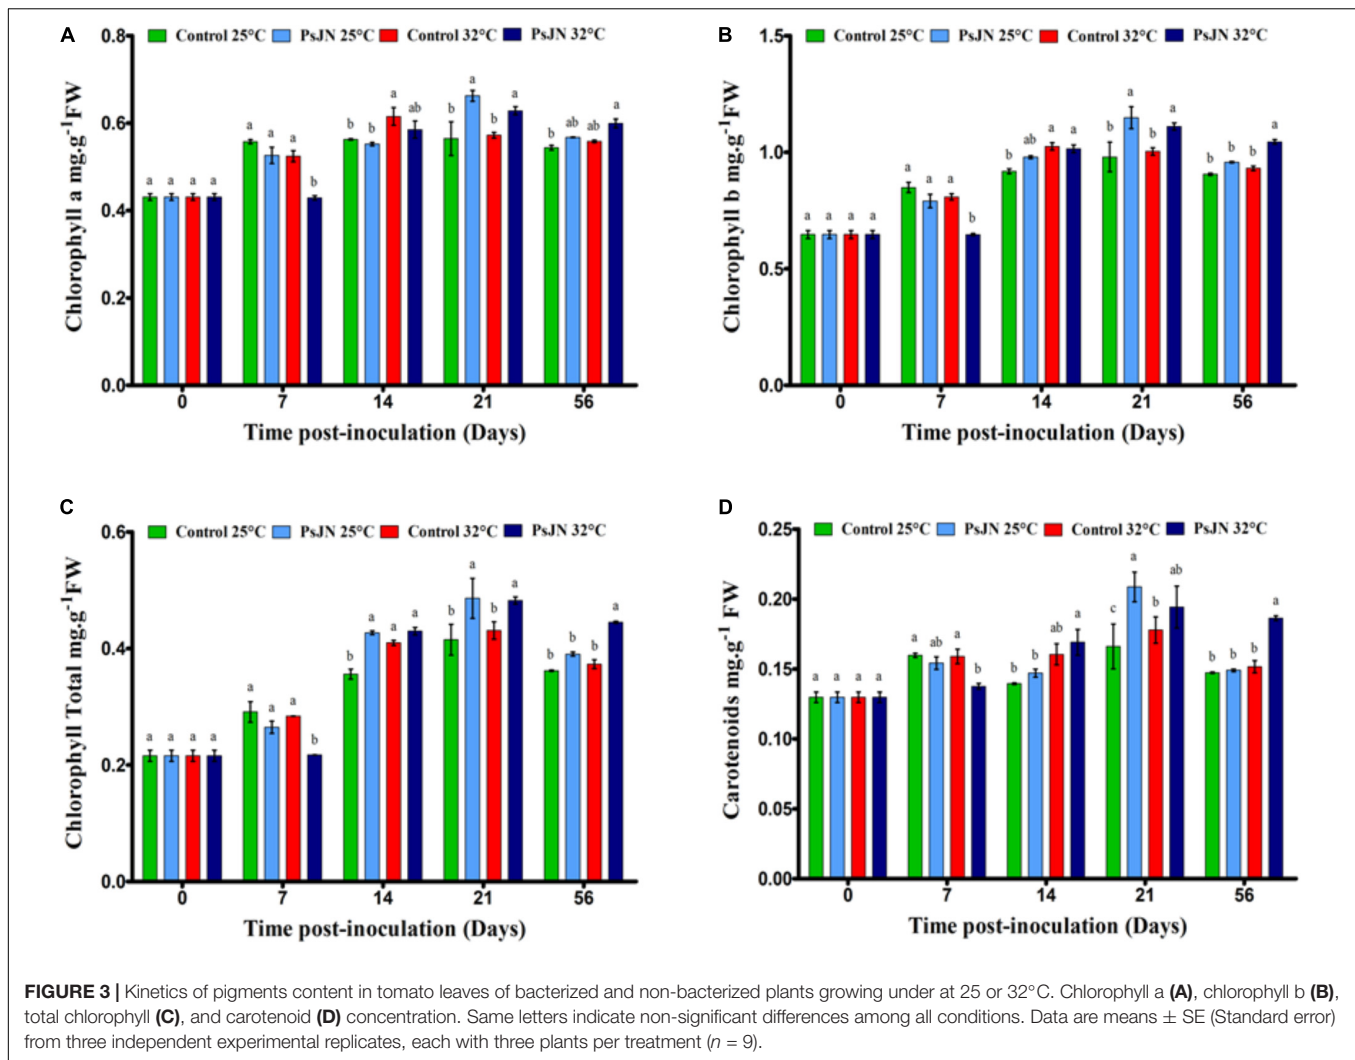 A
Control 25°C PsJN 25°C Control 32°C PsJN 32°C
Chlorophyll a mg.g-1FW
0.8
0.6
0.4
0.2
0.0
a a a a
a a a b
b b a ab
b a b a
b ab ab a
0 7 14 21 56
Time post-inoculation (Days)
B
Control 25°C PsJN 25°C Control 32°C PsJN 32°C
Chlorophyll b mg.g-1FW
1.5
1.0
0.5
0.0
a a a a
a a a b
b ab a a
b a b a
b b b a
0 7 14 21 56
Time post-inoculation (Days)
C
Control 25°C PsJN 25°C Control 32°C PsJN 32°C
Chlorophyll Total mg.g-1FW
0.6
0.4
0.2
0.0
a a a a
a a a b
b a a a
b a b a
b b b a
0 7 14 21 56
Time post-inoculation (Days)
D
Control 25°C PsJN 25°C Control 32°C PsJN 32°C
Carotenoids mg.g-1 FW
0.25
0.20
0.15
0.10
0.05
0.00
a a a a
a ab a b
b b ab a
c a b ab
b b b a
0 7 14 21 56
Time post-inoculation (Days)
FIGURE 3 | Kinetics of pigments content in tomato leaves of bacterized and non-bacterized plants growing under at 25 or 32°C. Chlorophyll a (A), chlorophyll b (B),
total chlorophyll (C), and carotenoid (D) concentration. Same letters indicate non-significant differences among all conditions. Data are means ± SE (Standard error)
from three independent experimental replicates, each with three plants per treatment (n = 9).